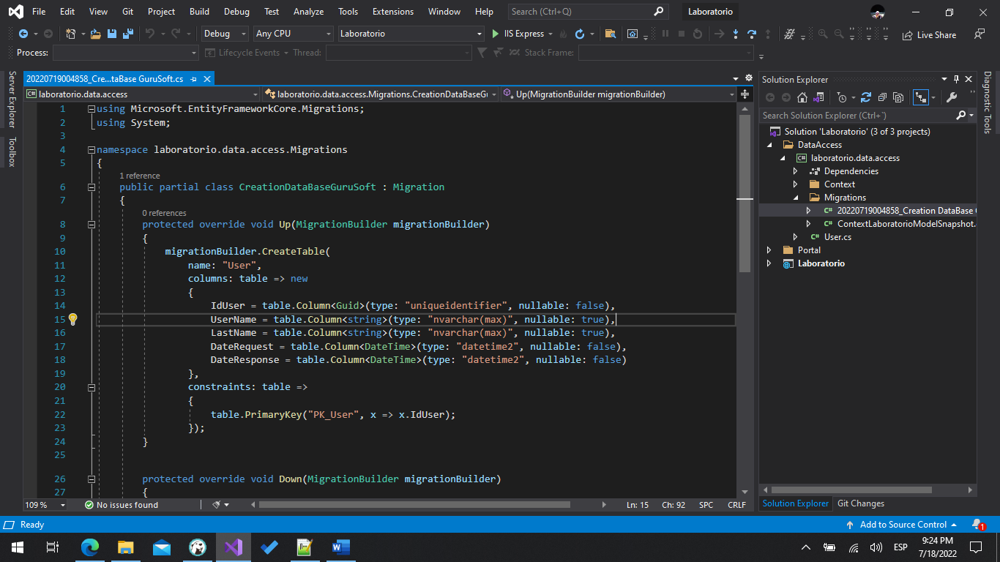 File Edit View Git Project Build Debug Test Analyze Tools Extensions Window Help Search (Ctrl+Q) Laboratorio
Debug Any CPU Laboratorio IIS Express Live Share
Process: Lifecycle Events Thread: Stack Frame:
Server Explorer
Toolbox
20220719004858_Cre...taBase GuruSoft.cs
laboratorio.data.access laboratorio.data.access.Migrations.CreationDataBaseGu Up(MigrationBuilder migrationBuilder)
1 using Microsoft.EntityFrameworkCore.Migrations;
2 using System;
3
4 namespace laboratorio.data.access.Migrations
5 {
1 reference
6 public partial class CreationDataBaseGuruSoft : Migration
7 {
0 references
8 protected override void Up(MigrationBuilder migrationBuilder)
9 {
10 migrationBuilder.CreateTable(
11 name: "User",
12 columns: table => new
13 {
14 IdUser = table.Column<Guid>(type: "uniqueidentifier", nullable: false),
15 UserName = table.Column<string>(type: "nvarchar(max)", nullable: true),
16 LastName = table.Column<string>(type: "nvarchar(max)", nullable: true),
17 DateRequest = table.Column<DateTime>(type: "datetime2", nullable: false),
18 DateResponse = table.Column<DateTime>(type: "datetime2", nullable: false)
19 },
20 constraints: table =>
21 {
22 table.PrimaryKey("PK_User", x => x.IdUser);
23 });
24 }
25
26 protected override void Down(MigrationBuilder migrationBuilder)
27 {
109 % No issues found Ln: 15 Ch: 92 SPC CRLF
Solution Explorer
Search Solution Explorer (Ctrl+`)
Solution 'Laboratorio' (3 of 3 projects)
DataAccess
C# laboratorio.data.access
Dependencies
Context
Migrations
C# 20220719004858_Creation DataBase G
C# ContextLaboratorioModelSnapshot.
C# User.cs
Portal
Laboratorio
Solution Explorer Git Changes
Diagnostic Tools
Ready Add to Source Control 1
ESP
9:24 PM
7/18/2022